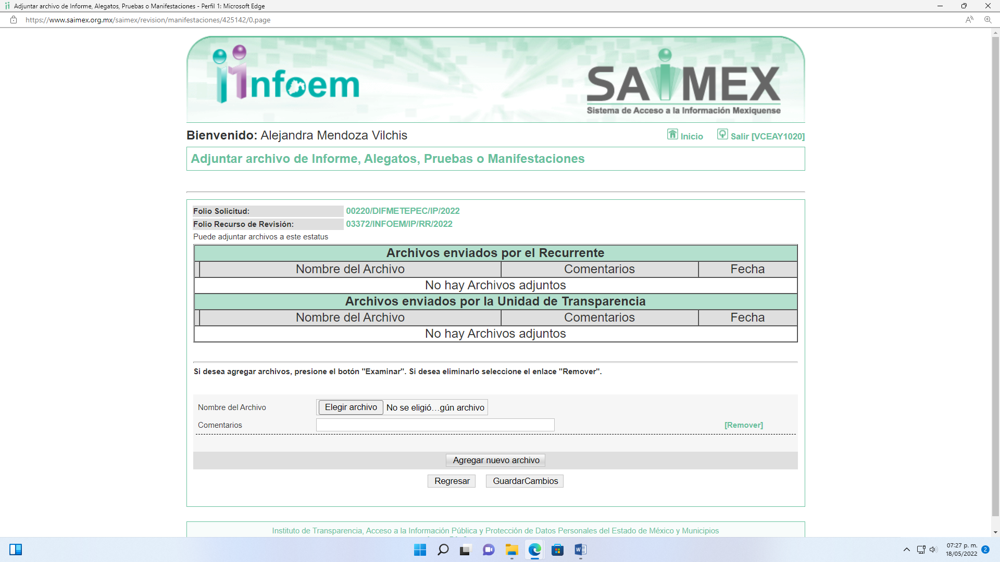 Adjuntar archivo de Informe, Alegatos, Pruebas o Manifestaciones - Perfil 1: Microsoft Edge
https://www.saimex.org.mx/saimex/revision/manifestaciones/425142/0.page
infoem
SAIMEX
Sistema de Acceso a la Información Mexiquense
Bienvenido: Alejandra Mendoza Vilchis
Inicio
Salir [VCEAY1020]
Adjuntar archivo de Informe, Alegatos, Pruebas o Manifestaciones
Folio Solicitud: 00220/DIFMETEPEC/IP/2022
Folio Recurso de Revisión: 03372/INFOEM/IP/RR/2022
Puede adjuntar archivos a este estatus
Archivos enviados por el Recurrente
Nombre del Archivo Comentarios Fecha
No hay Archivos adjuntos
Archivos enviados por la Unidad de Transparencia
Nombre del Archivo Comentarios Fecha
No hay Archivos adjuntos
Si desea agregar archivos, presione el botón "Examinar". Si desea eliminarlo seleccione el enlace "Remover".
Nombre del Archivo Elegir archivo No se eligió…gún archivo
Comentarios [Remover]
Agregar nuevo archivo
Regresar GuardarCambios
Instituto de Transparencia, Acceso a la Información Pública y Protección de Datos Personales del Estado de México y Municipios
07:27 p. m.
18/05/2022
2